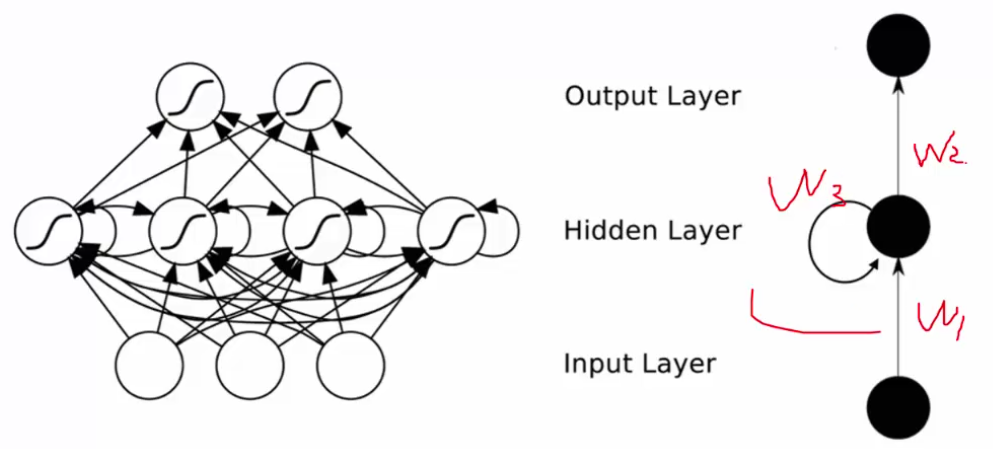 Output Layer
W2
W3
Hidden Layer
W1
Input Layer